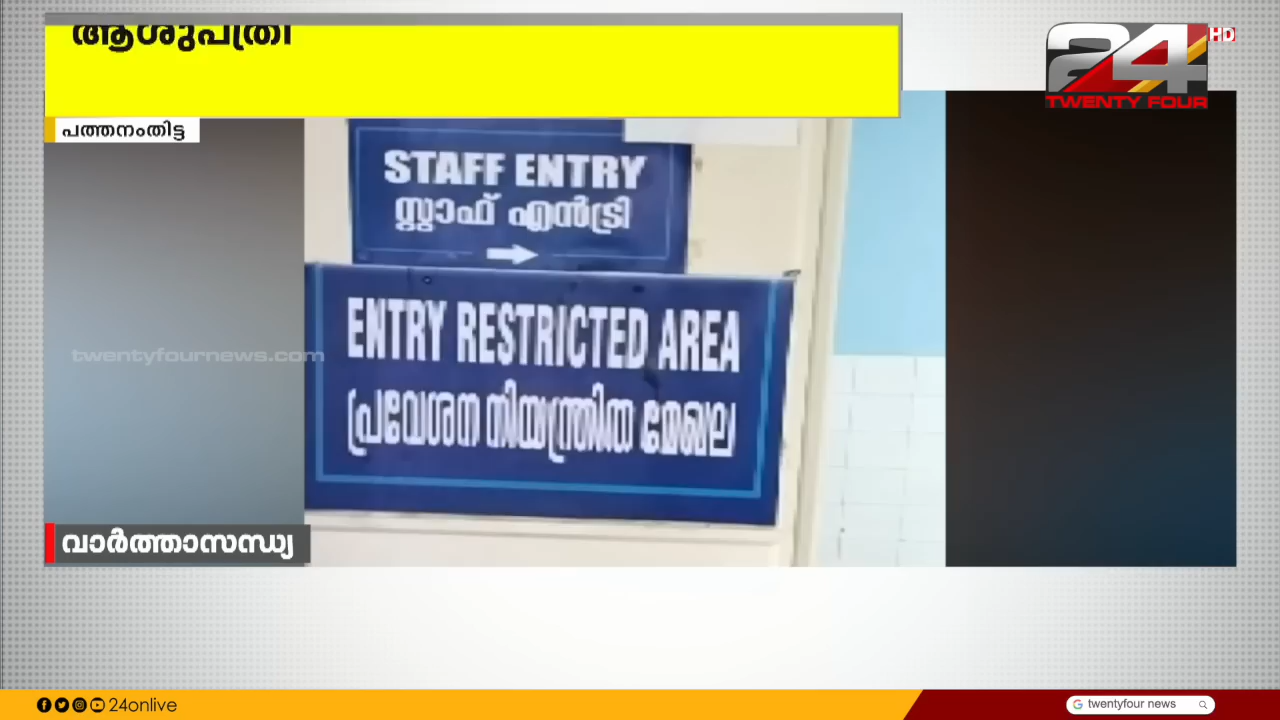 ആശുപത്രി
24 HD
TWENTY FOUR
പത്തനംതിട്ട
STAFF ENTRY
സ്റ്റാഫ് എൻട്രി
ENTRY RESTRICTED AREA
twentyfournews.com
പ്രവേശന നിയന്ത്രിത മേഖല
വാർത്താസന്ധ്യ
24onlive
twentyfour news